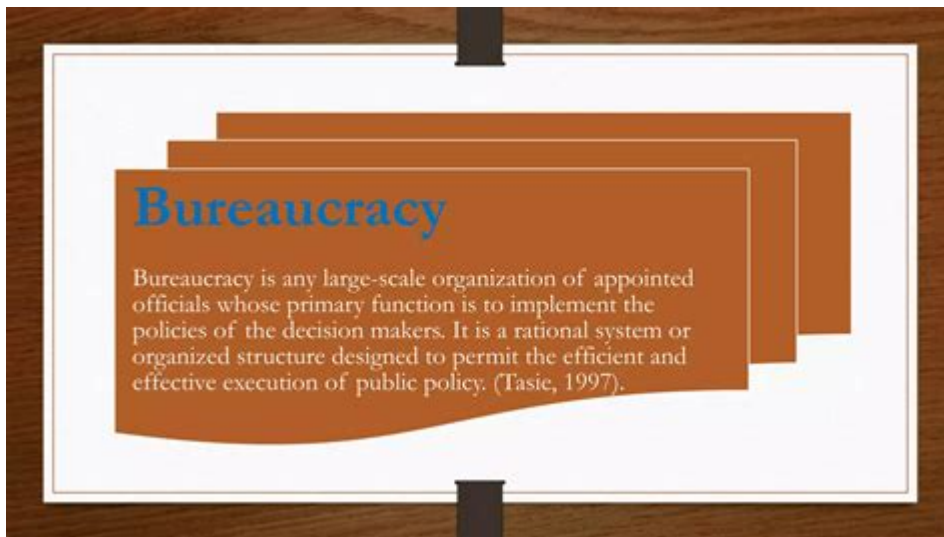 Bureaucracy
Bureaucracy is any large-scale organization of appointed
officials whose primary function is to implement the
policies of the decision makers. It is a rational system or
organized structure designed to permit the efficient and
effective execution of public policy. (Tasie, 1997).